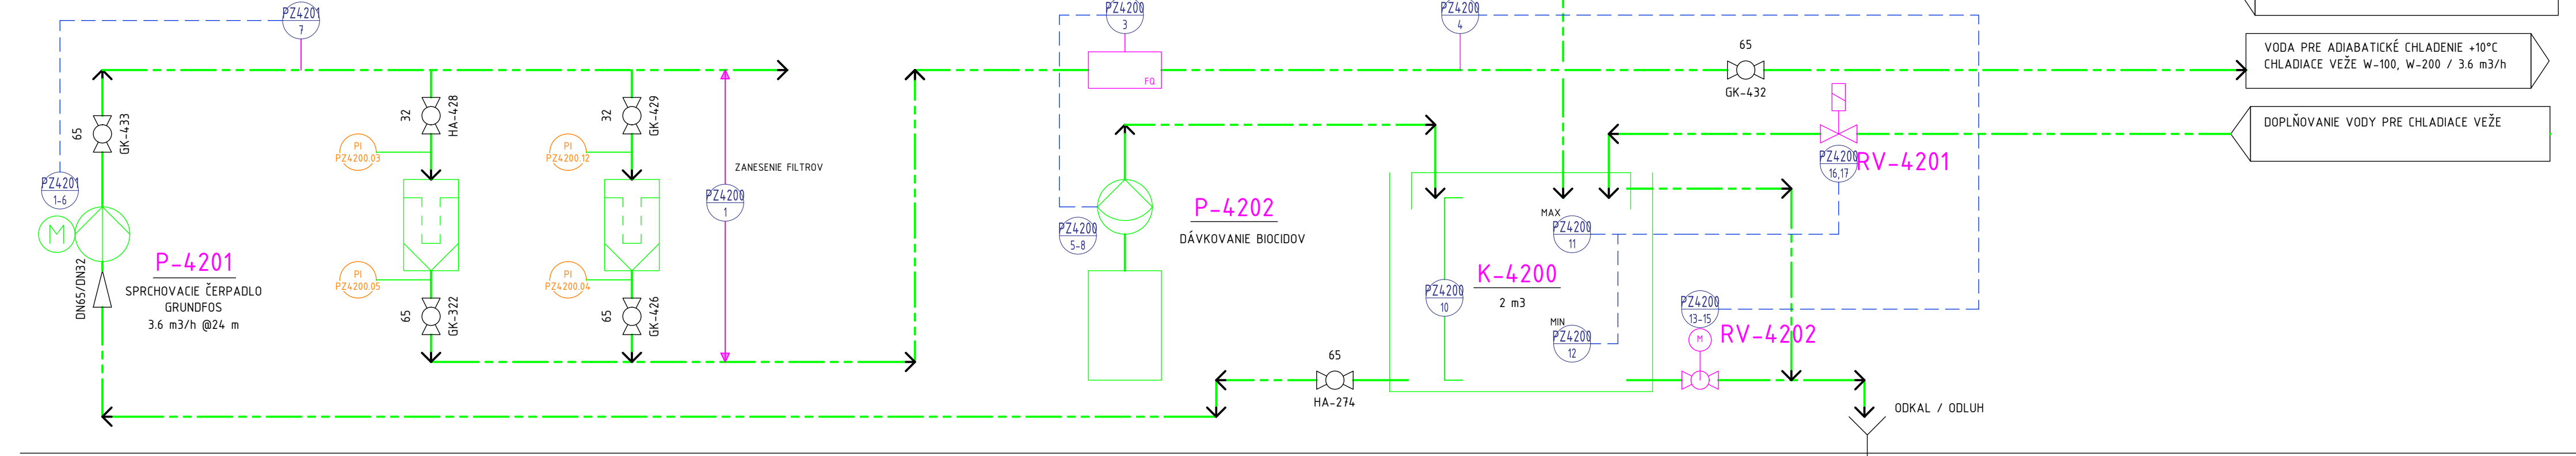 PZ4201
7
PZ4200
3
PZ4200
4
65
GK-432
VODA PRE ADIABATICKÉ CHLADENIE +10°C
CHLADIACE VEŽE W-100, W-200 / 3.6 m3/h
FQ
65
GK-433
32
HA-428
32
GK-429
PI
PZ4200.03
PI
PZ4200.12
ZANESENIE FILTROV
DOPLŇOVANIE VODY PRE CHLADIACE VEŽE
PZ4200
16,17
RV-4201
PZ4201
1-6
M
PZ4200
1
P-4202
DÁVKOVANIE BIOCIDOV
PZ4200
5-8
MAX
PZ4200
11
P-4201
SPRCHOVACIE ČERPADLO
GRUNDFOS
3.6 m3/h @24 m
DN65/DN32
PI
PZ4200.05
PI
PZ4200.04
65
GK-322
65
GK-426
K-4200
2 m3
PZ4200
10
MIN
PZ4200
12
PZ4200
13-15
M
RV-4202
65
HA-274
ODKAL / ODLUH